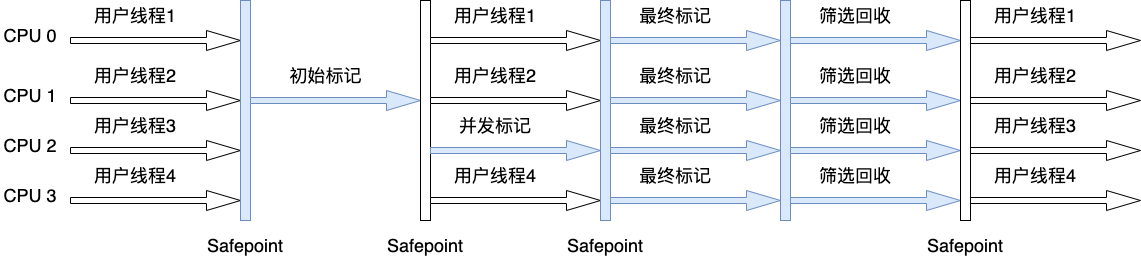 用户线程1 用户线程1 最终标记 筛选回收 用户线程1
CPU 0
用户线程2 初始标记 用户线程2 最终标记 筛选回收 用户线程2
CPU 1
用户线程3 并发标记 最终标记 筛选回收 用户线程3
CPU 2
用户线程4 用户线程4 最终标记 筛选回收 用户线程4
CPU 3
Safepoint Safepoint Safepoint Safepoint